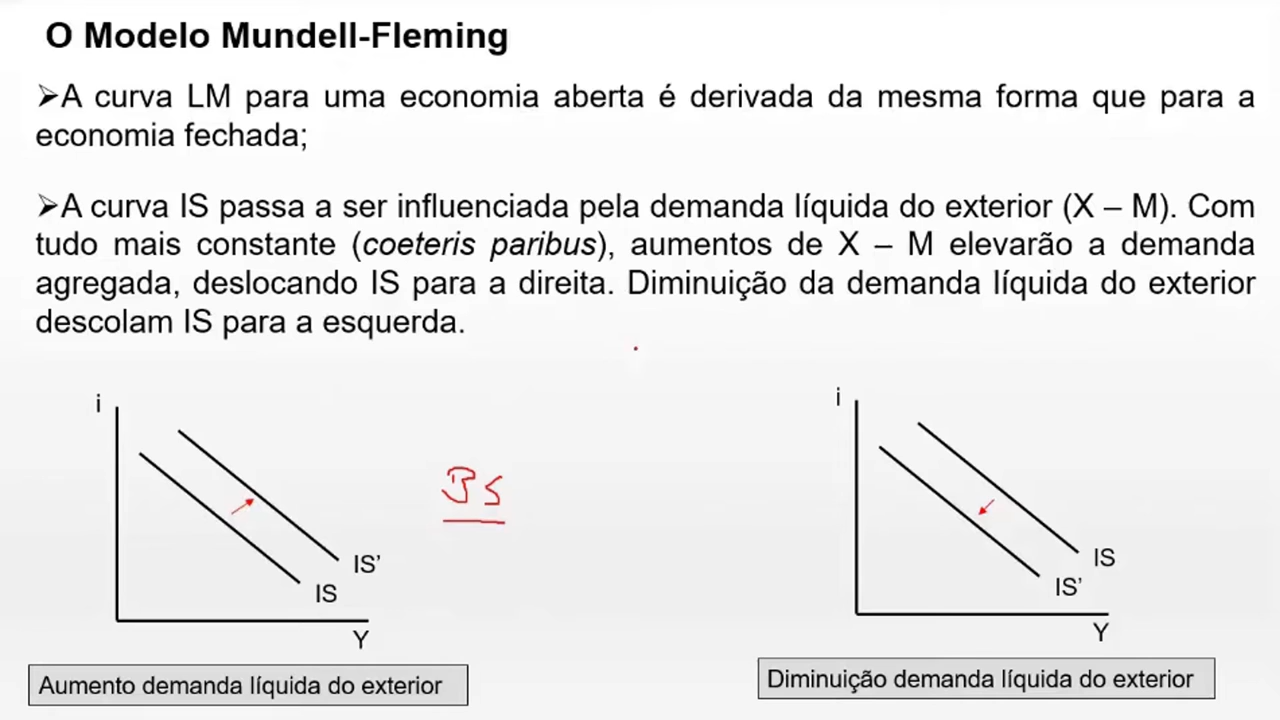 O Modelo Mundell-Fleming
➢A curva LM para uma economia aberta é derivada da mesma forma que para a
economia fechada;
➢A curva IS passa a ser influenciada pela demanda líquida do exterior (X – M). Com
tudo mais constante (coeteris paribus), aumentos de X – M elevarão a demanda
agregada, deslocando IS para a direita. Diminuição da demanda líquida do exterior
descolam IS para a esquerda.
i
IS'
IS
Y
Aumento demanda líquida do exterior
i
IS
IS'
Y
Diminuição demanda líquida do exterior